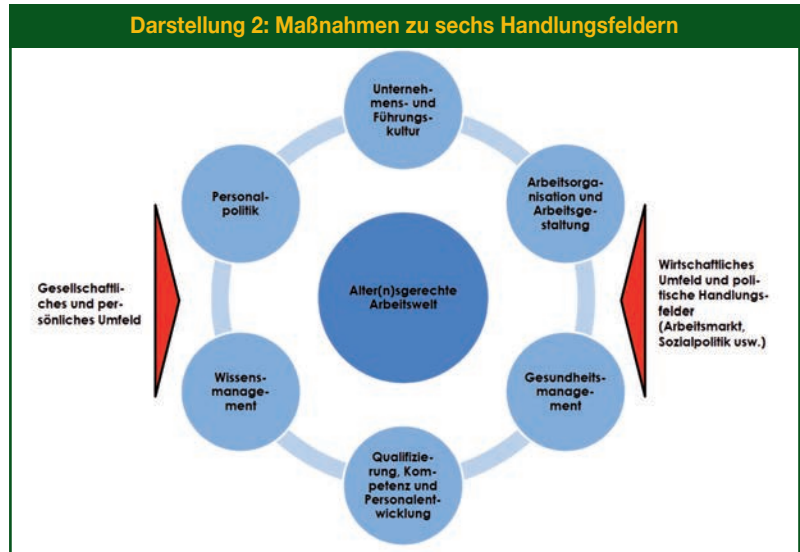 Darstellung 2: Maßnahmen zu sechs Handlungsfeldern
Unterneh-
mens- und
Führungs-
kultur
Personal-
politik
Arbeitsorga-
nisation und
Arbeitsge-
staltung
Gesellschaftli-
ches und per-
sönliches Umfeld
Alter(n)sgerechte
Arbeitswelt
Wirtschaftliches
Umfeld und poli-
tische Handlungs-
felder
(Arbeitsmarkt,
Sozialpolitik usw.)
Wissens-
manage-
ment
Gesundheits-
manage-
ment
Qualifizie-
rung, Kom-
petenz und
Personalent-
wicklung